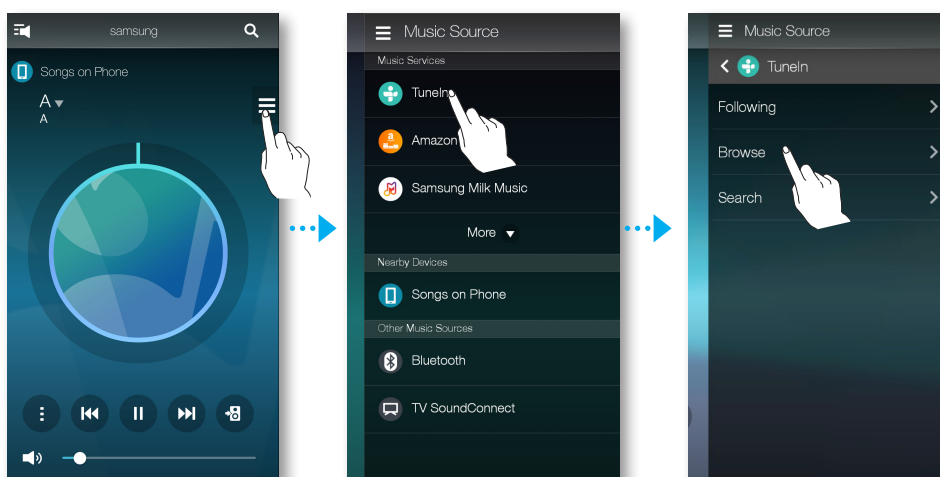 samsung
Songs on Phone
A
A
Music Source
Music Services
TuneIn
Amazon
Samsung Milk Music
More
Nearby Devices
Songs on Phone
Other Music Sources
Bluetooth
TV SoundConnect
Music Source
TuneIn
Following
Browse
Search